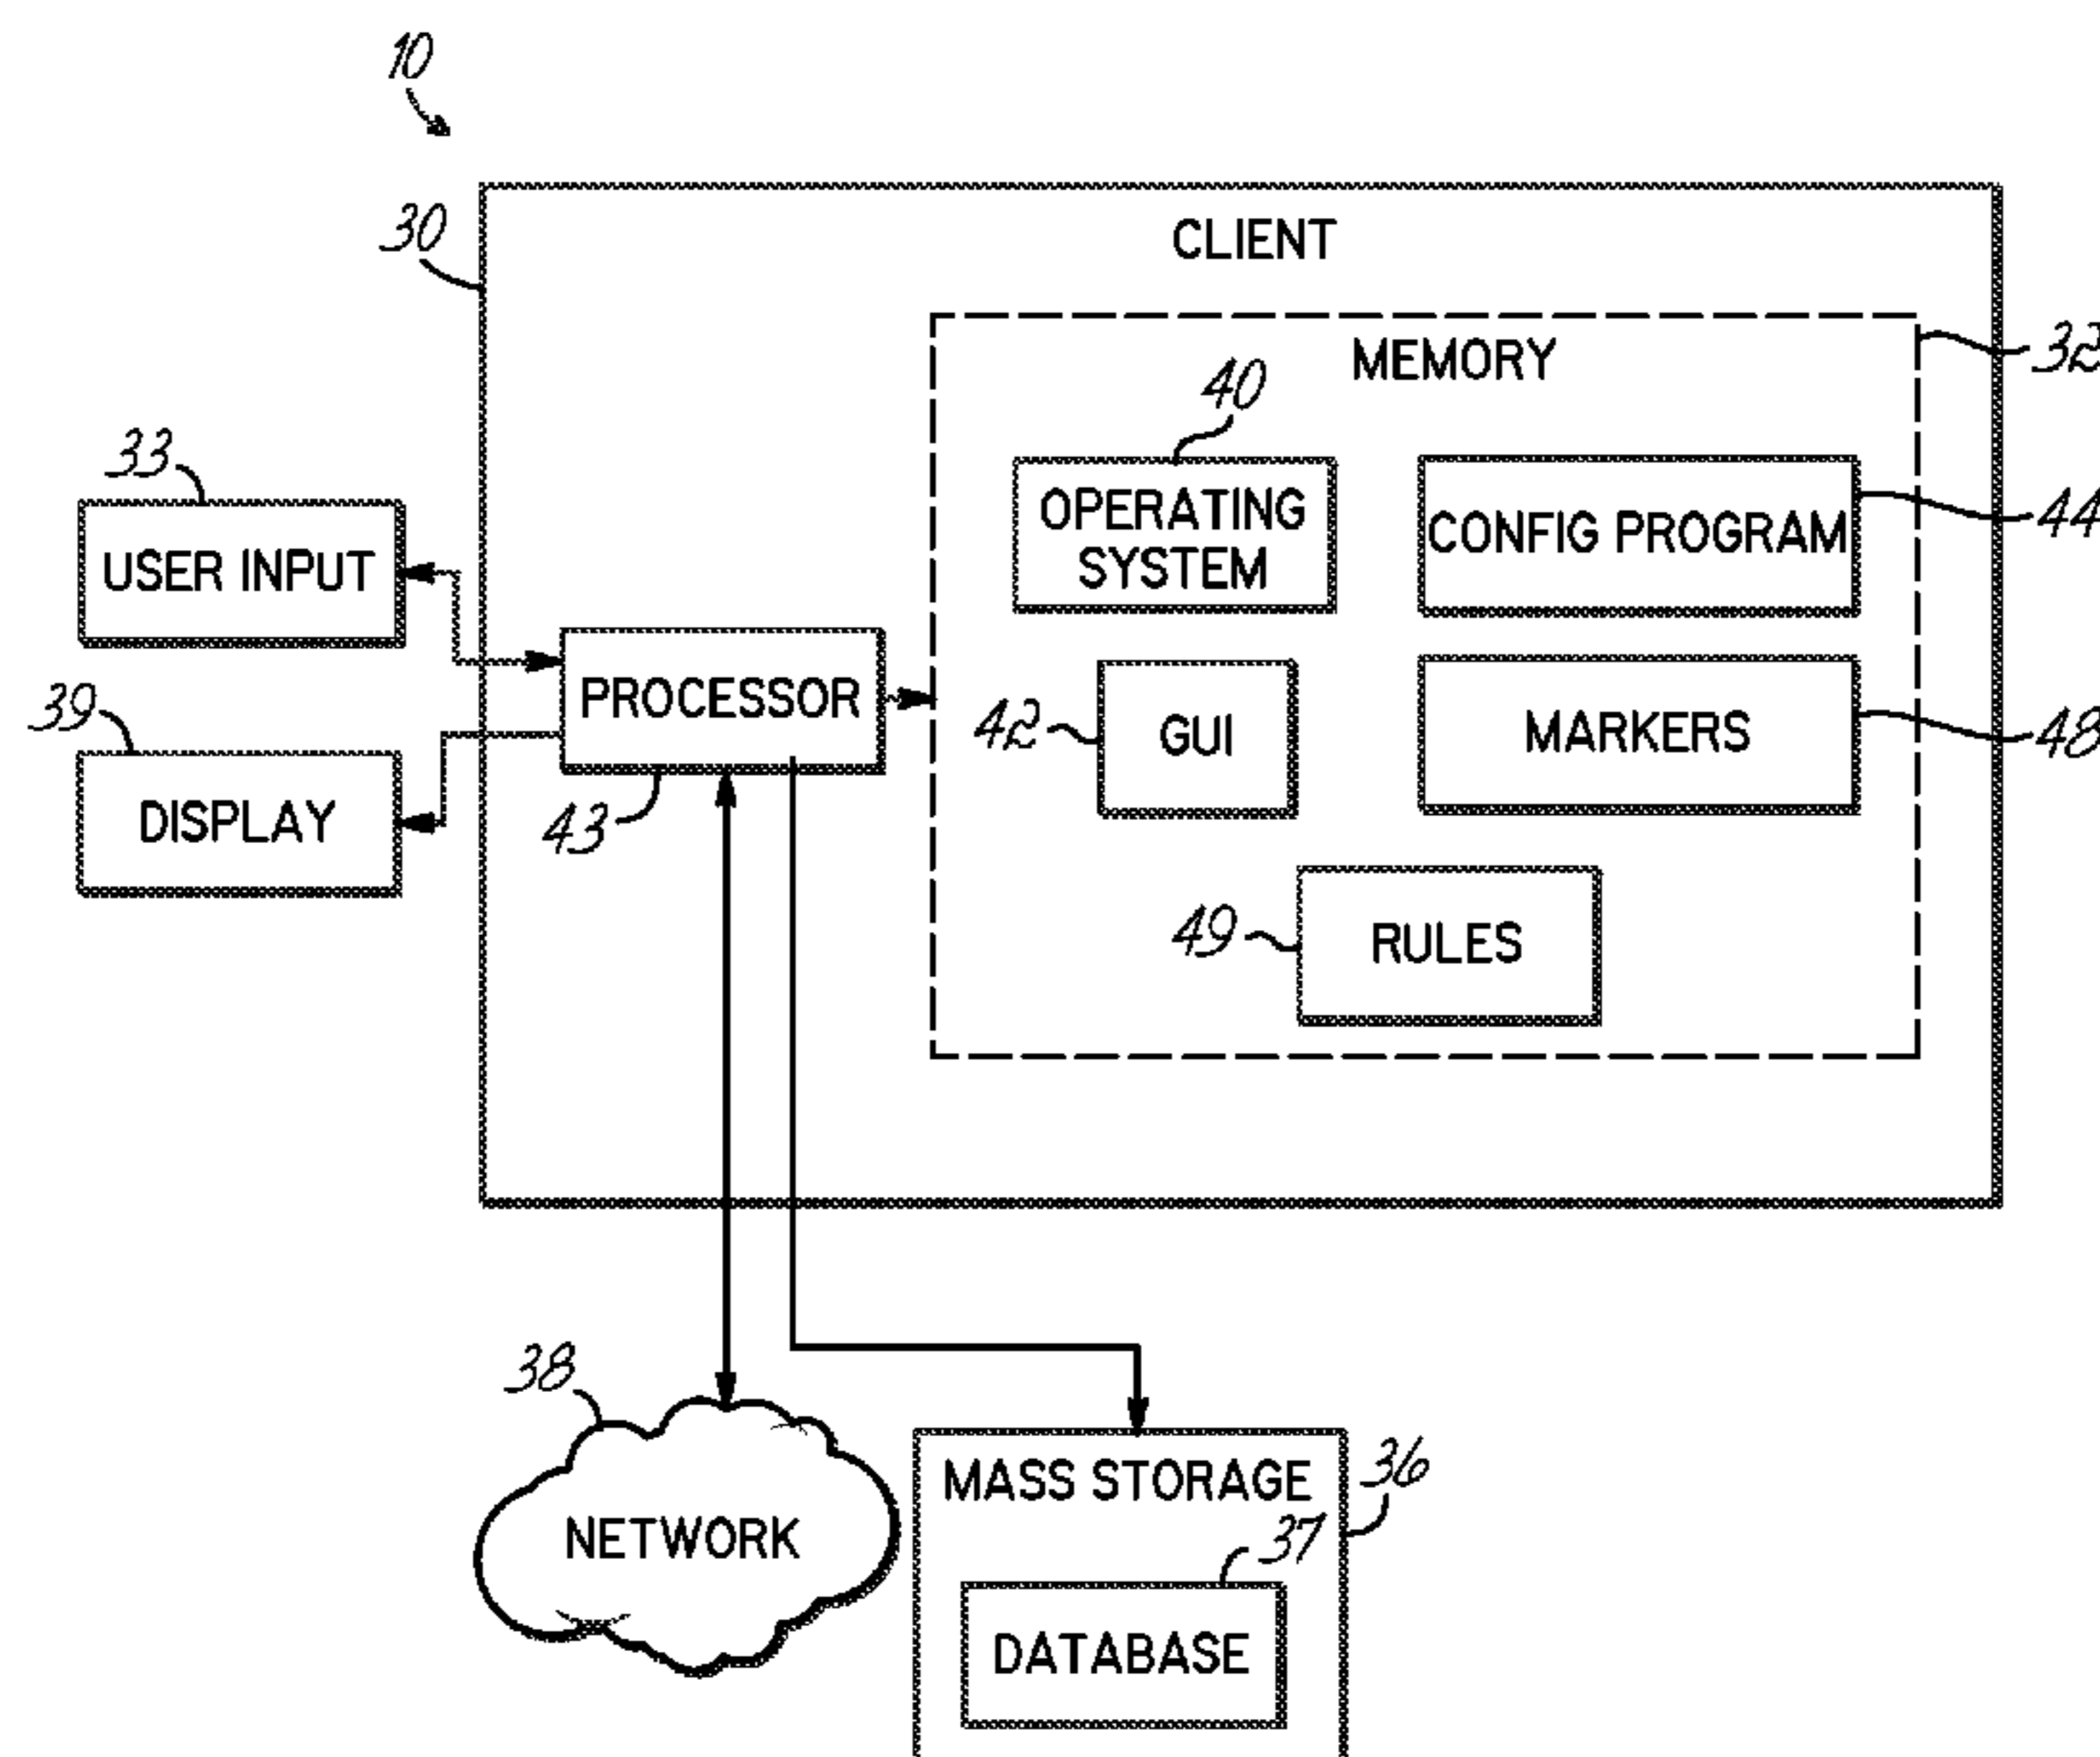 10
30
CLIENT
MEMORY
32
40
OPERATING
SYSTEM
CONFIG PROGRAM
44
33
USER INPUT
PROCESSOR
43
39
DISPLAY
42
GUI
MARKERS
48
49
RULES
38
NETWORK
MASS STORAGE
36
37
DATABASE